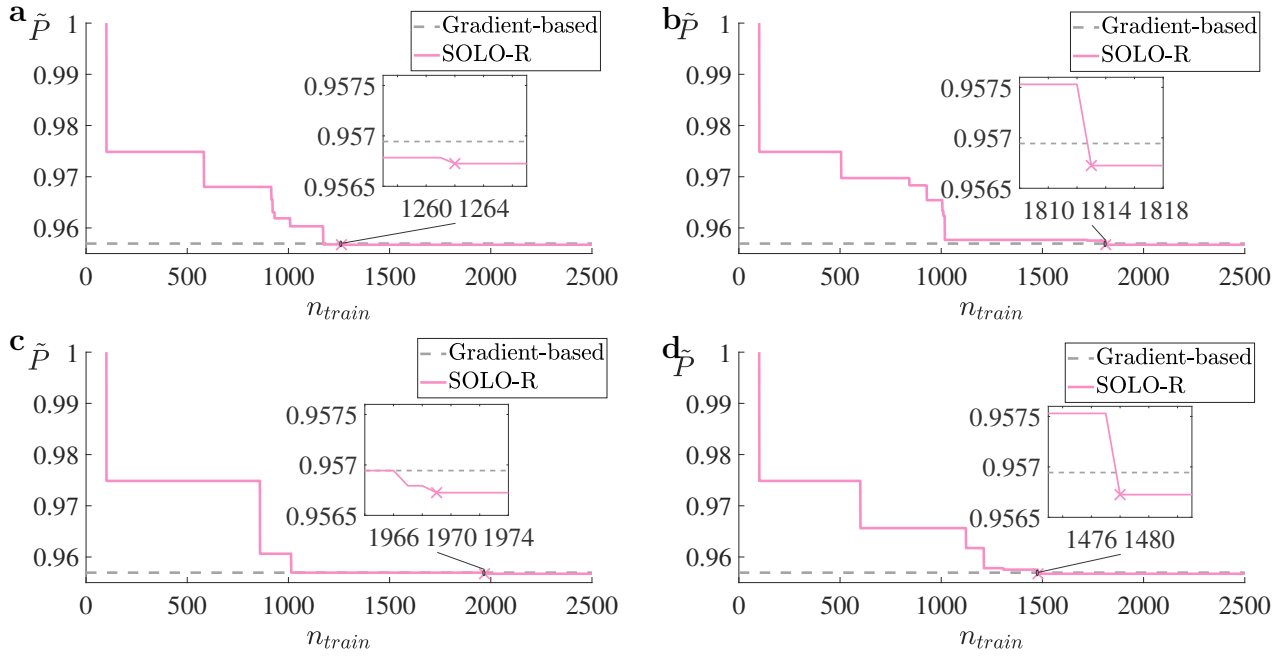 a
P̃
1
0.99
0.98
0.97
0.96
0 500 1000 1500 2000 2500
n_train
Gradient-based
SOLO-R
0.9575
0.957
0.9565
1260 1264
b
P̃
1
0.99
0.98
0.97
0.96
0 500 1000 1500 2000 2500
n_train
Gradient-based
SOLO-R
0.9575
0.957
0.9565
1810 1814 1818
c
P̃
1
0.99
0.98
0.97
0.96
0 500 1000 1500 2000 2500
n_train
Gradient-based
SOLO-R
0.9575
0.957
0.9565
1966 1970 1974
d
P̃
1
0.99
0.98
0.97
0.96
0 500 1000 1500 2000 2500
n_train
Gradient-based
SOLO-R
0.9575
0.957
0.9565
1476 1480